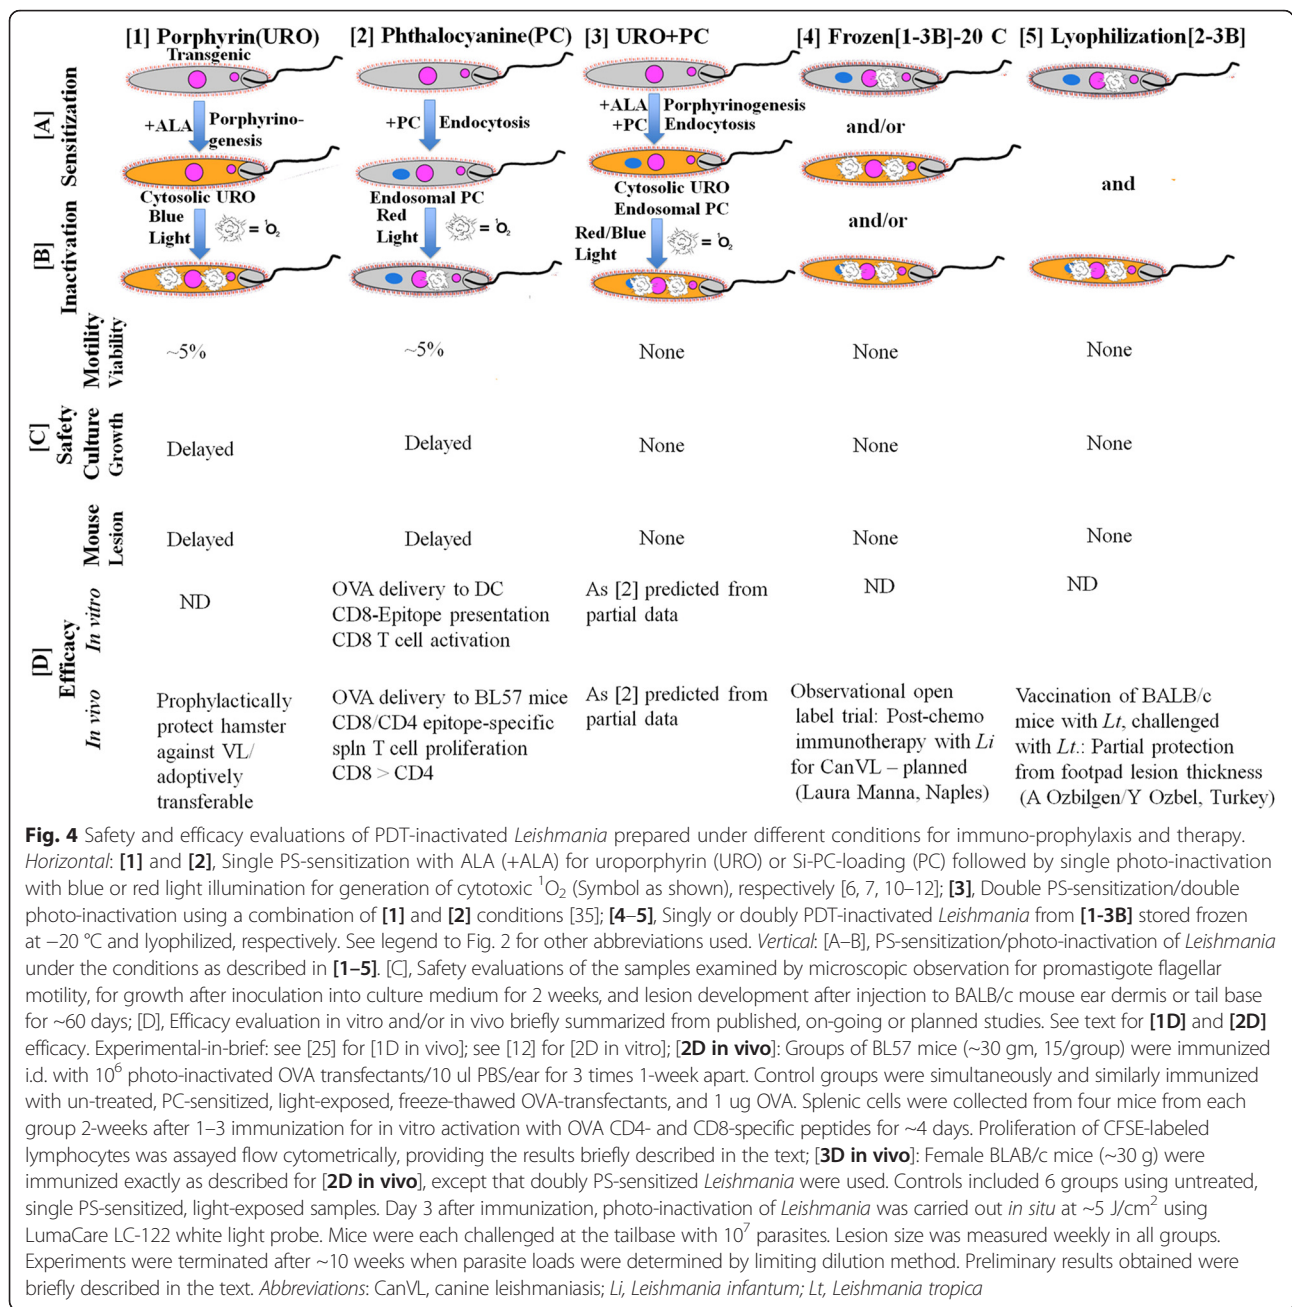 [1] Porphyrin(URO) [2] Phthalocyanine(PC) [3] URO+PC [4] Frozen[1-3B]-20 C [5] Lyophilization[2-3B]
Transgenic
[A]
Sensitization
+ALA Porphyrino-
genesis
+PC Endocytosis
+ALA Porphyrinogenesis
+PC Endocytosis
and/or
and
Cytosolic URO
Endosomal PC
Cytosolic URO
Endosomal PC
and/or
[B]
Inactivation
Blue
Light = ¹O₂
Red
Light = ¹O₂
Red/Blue
Light = ¹O₂
[C]
Safety
Motility
Viability
~5% ~5% None None None
Culture
Growth
Delayed Delayed None None None
Mouse
Lesion
Delayed Delayed None None None
[D]
Efficacy
In vitro
ND
OVA delivery to DC
CD8-Epitope presentation
CD8 T cell activation
As [2] predicted from
partial data
ND
ND
In vivo
Prophylactically
protect hamster
against VL/
adoptively
transferable
OVA delivery to BL57 mice
CD8/CD4 epitope-specific
spln T cell proliferation
CD8 > CD4
As [2] predicted from
partial data
Observational open
label trial: Post-chemo
immunotherapy with Li
for CanVL – planned
(Laura Manna, Naples)
Vaccination of BALB/c
mice with Lt, challenged
with Lt.: Partial protection
from footpad lesion thickness
(A Ozbilgen/Y Ozbel, Turkey)
Fig. 4 Safety and efficacy evaluations of PDT-inactivated Leishmania prepared under different conditions for immuno-prophylaxis and therapy.
Horizontal: [1] and [2], Single PS-sensitization with ALA (+ALA) for uroporphyrin (URO) or Si-PC-loading (PC) followed by single photo-inactivation
with blue or red light illumination for generation of cytotoxic ¹O₂ (Symbol as shown), respectively [6, 7, 10–12]; [3], Double PS-sensitization/double
photo-inactivation using a combination of [1] and [2] conditions [35]; [4–5], Singly or doubly PDT-inactivated Leishmania from [1-3B] stored frozen
at −20 °C and lyophilized, respectively. See legend to Fig. 2 for other abbreviations used. Vertical: [A–B], PS-sensitization/photo-inactivation of Leishmania
under the conditions as described in [1–5]. [C], Safety evaluations of the samples examined by microscopic observation for promastigote flagellar
motility, for growth after inoculation into culture medium for 2 weeks, and lesion development after injection to BALB/c mouse ear dermis or tail base
for ~60 days; [D], Efficacy evaluation in vitro and/or in vivo briefly summarized from published, on-going or planned studies. See text for [1D] and [2D]
efficacy. Experimental-in-brief: see [25] for [1D in vivo]; see [12] for [2D in vitro]; [2D in vivo]: Groups of BL57 mice (~30 gm, 15/group) were immunized
i.d. with 10⁶ photo-inactivated OVA transfectants/10 ul PBS/ear for 3 times 1-week apart. Control groups were simultaneously and similarly immunized
with un-treated, PC-sensitized, light-exposed, freeze-thawed OVA-transfectants, and 1 ug OVA. Splenic cells were collected from four mice from each
group 2-weeks after 1–3 immunization for in vitro activation with OVA CD4- and CD8-specific peptides for ~4 days. Proliferation of CFSE-labeled
lymphocytes was assayed flow cytometrically, providing the results briefly described in the text; [3D in vivo]: Female BLAB/c mice (~30 g) were
immunized exactly as described for [2D in vivo], except that doubly PS-sensitized Leishmania were used. Controls included 6 groups using untreated,
single PS-sensitized, light-exposed samples. Day 3 after immunization, photo-inactivation of Leishmania was carried out in situ at ~5 J/cm² using
LumaCare LC-122 white light probe. Mice were each challenged at the tailbase with 10⁷ parasites. Lesion size was measured weekly in all groups.
Experiments were terminated after ~10 weeks when parasite loads were determined by limiting dilution method. Preliminary results obtained were
briefly described in the text. Abbreviations: CanVL, canine leishmaniasis; Li, Leishmania infantum; Lt, Leishmania tropica